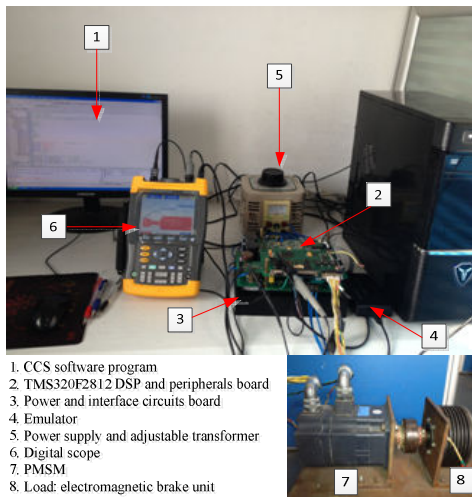 1
5
2
6
3
4
1. CCS software program
2. TMS320F2812 DSP and peripherals board
3. Power and interface circuits board
4. Emulator
5. Power supply and adjustable transformer
6. Digital scope
7. PMSM
8. Load: electromagnetic brake unit
7
8